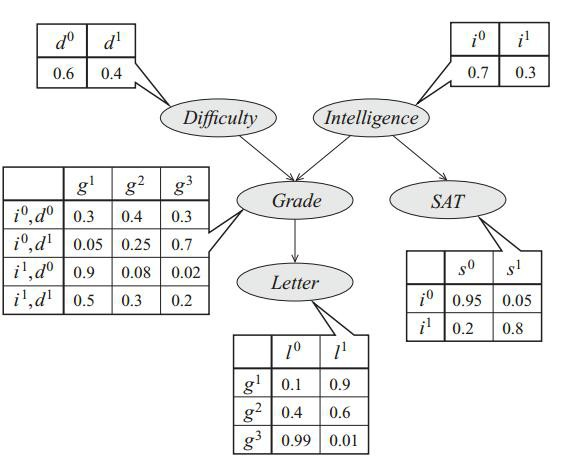 d⁰ d¹
0.6 0.4
i⁰ i¹
0.7 0.3
Difficulty
Intelligence
g¹ g² g³
i⁰,d⁰ 0.3 0.4 0.3
i⁰,d¹ 0.05 0.25 0.7
i¹,d⁰ 0.9 0.08 0.02
i¹,d¹ 0.5 0.3 0.2
Grade
SAT
Letter
s⁰ s¹
i⁰ 0.95 0.05
i¹ 0.2 0.8
l⁰ l¹
g¹ 0.1 0.9
g² 0.4 0.6
g³ 0.99 0.01